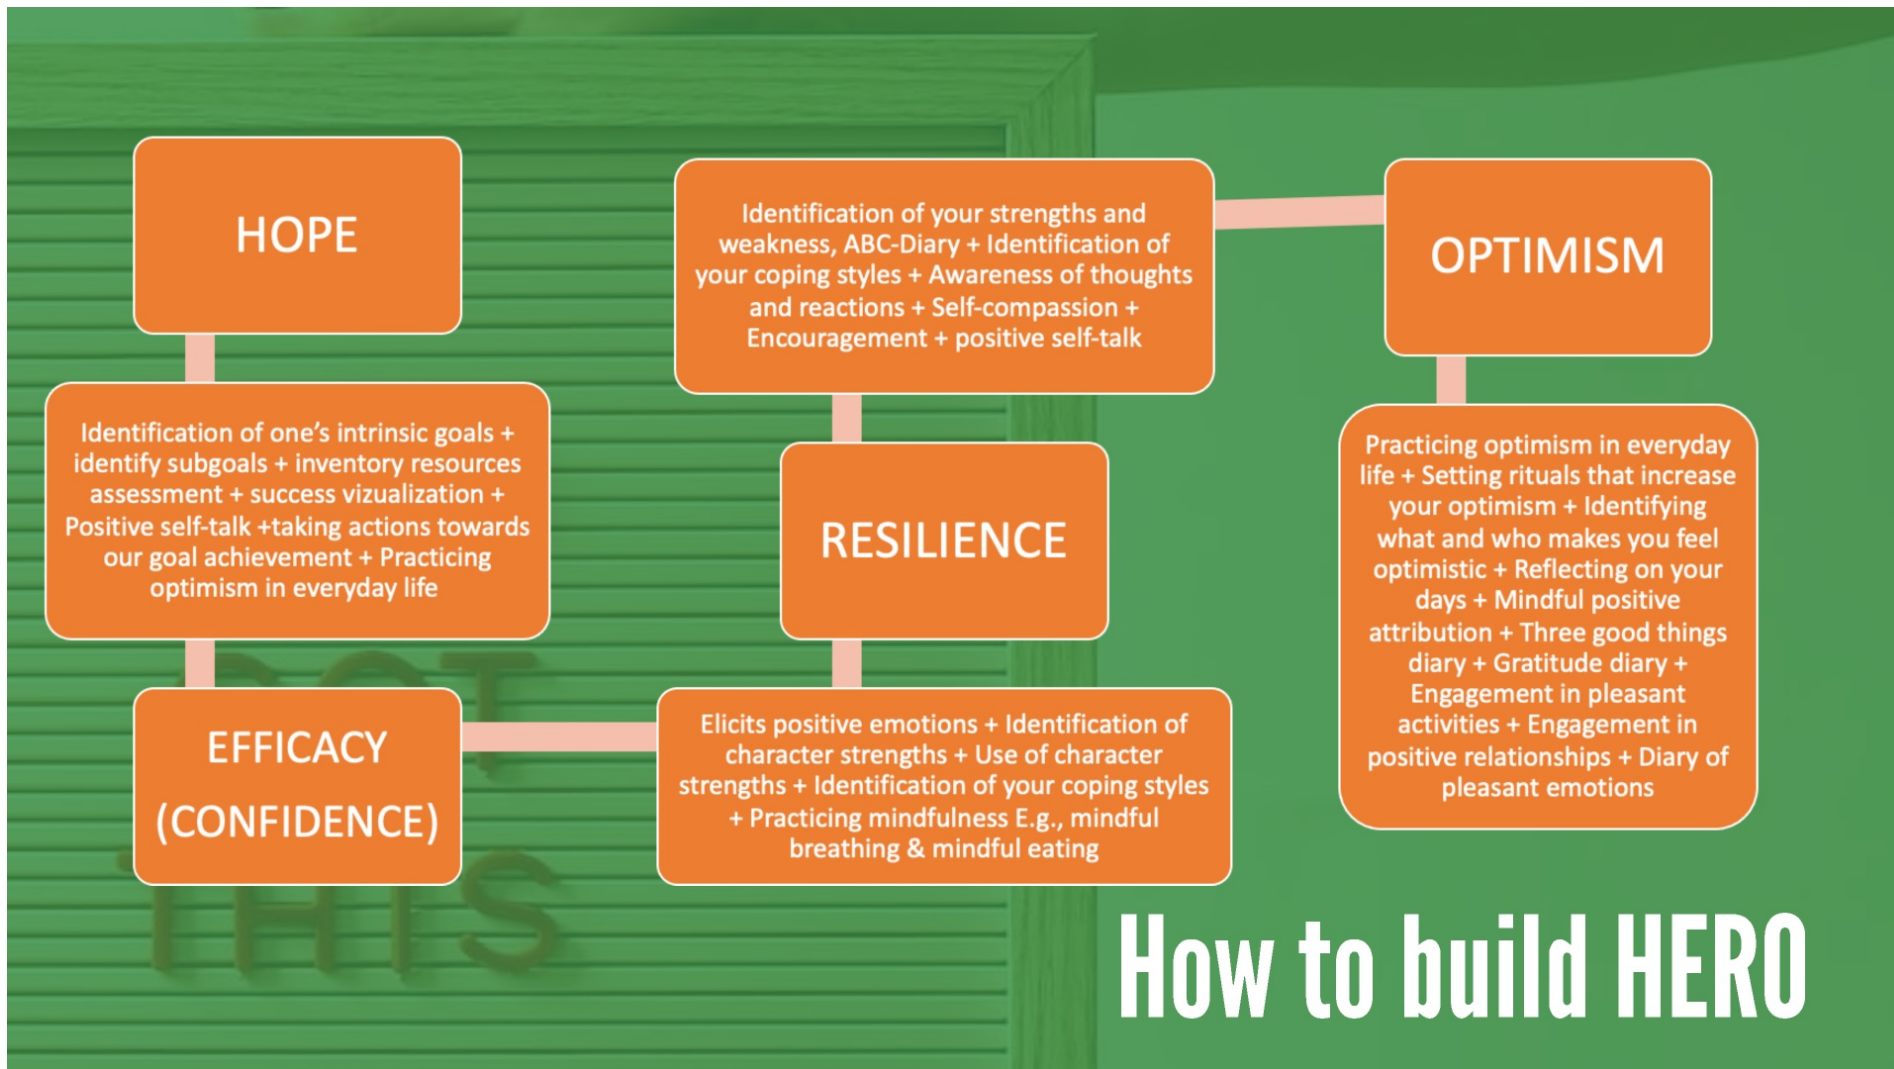 HOPE
Identification of one's intrinsic goals +
identify subgoals + inventory resources
assessment + success vizualization +
Positive self-talk +taking actions towards
our goal achievement + Practicing
optimism in everyday life
EFFICACY
(CONFIDENCE)
Elicits positive emotions + Identification of
character strengths + Use of character
strengths + Identification of your coping styles
+ Practicing mindfulness E.g., mindful
breathing & mindful eating
RESILIENCE
Identification of your strengths and
weakness, ABC-Diary + Identification of
your coping styles + Awareness of thoughts
and reactions + Self-compassion +
Encouragement + positive self-talk
OPTIMISM
Practicing optimism in everyday
life + Setting rituals that increase
your optimism + Identifying
what and who makes you feel
optimistic + Reflecting on your
days + Mindful positive
attribution + Three good things
diary + Gratitude diary +
Engagement in pleasant
activities + Engagement in
positive relationships + Diary of
pleasant emotions
GOT
THIS
How to build HERO